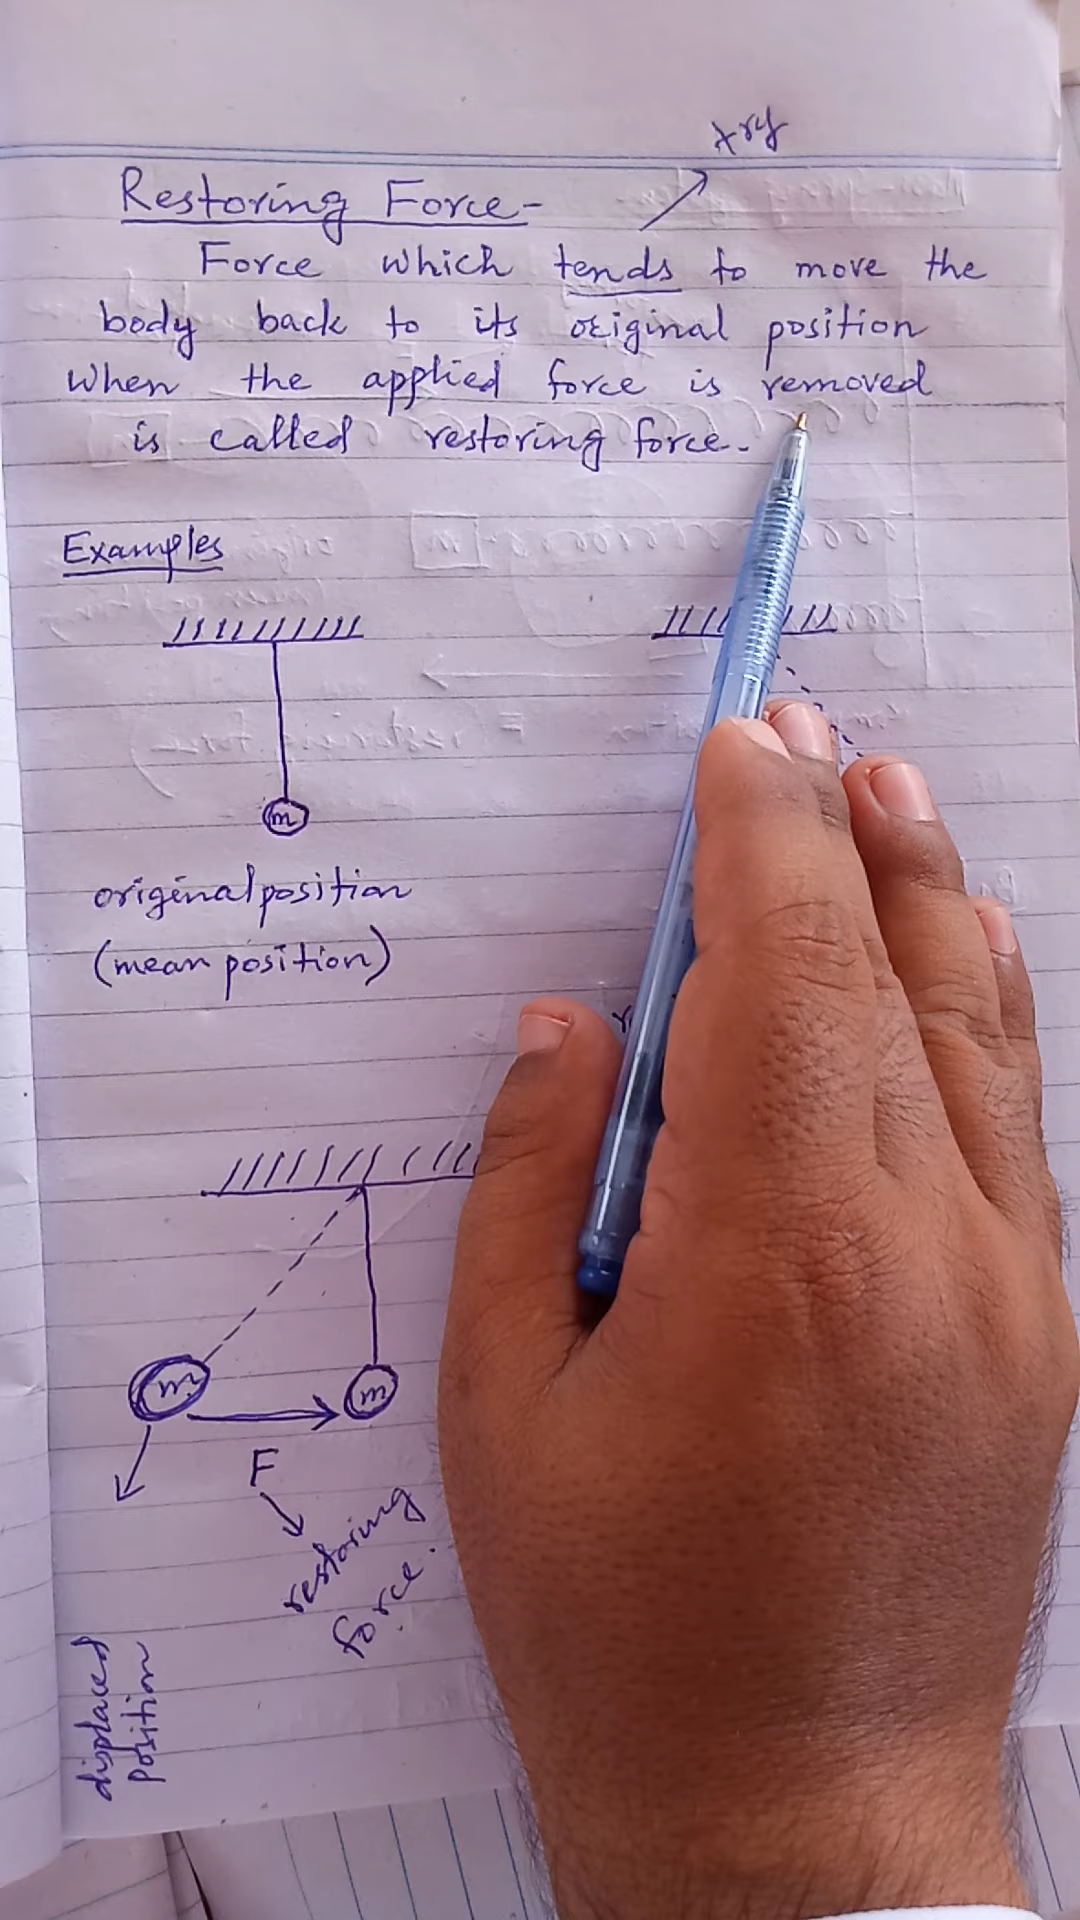 try
Restoring Force-
Force which tends to move the
body back to its original position
When the applied force is removed
is called restoring force.
Examples
m
original position
(mean position)
m
m
F
restoring
force.
displaced
position